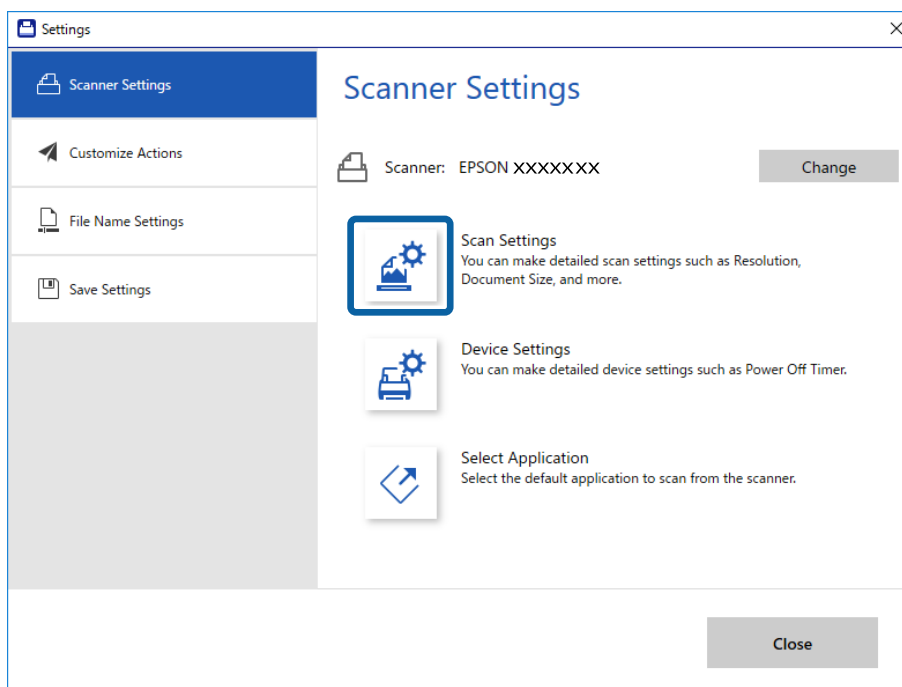 Settings
Scanner Settings
Customize Actions
File Name Settings
Save Settings
Scanner Settings
Scanner: EPSON XXXXXXX
Change
Scan Settings
You can make detailed scan settings such as Resolution,
Document Size, and more.
Device Settings
You can make detailed device settings such as Power Off Timer.
Select Application
Select the default application to scan from the scanner.
Close